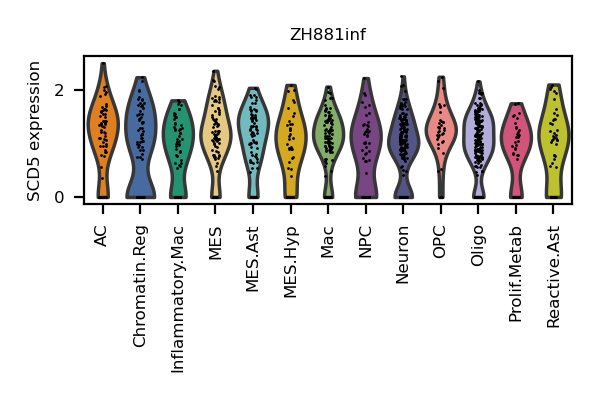 ZH881inf
SCD5 expression
2
0
AC
Chromatin.Reg
Inflammatory.Mac
MES
MES.Ast
MES.Hyp
Mac
NPC
Neuron
OPC
Oligo
Prolif.Metab
Reactive.Ast